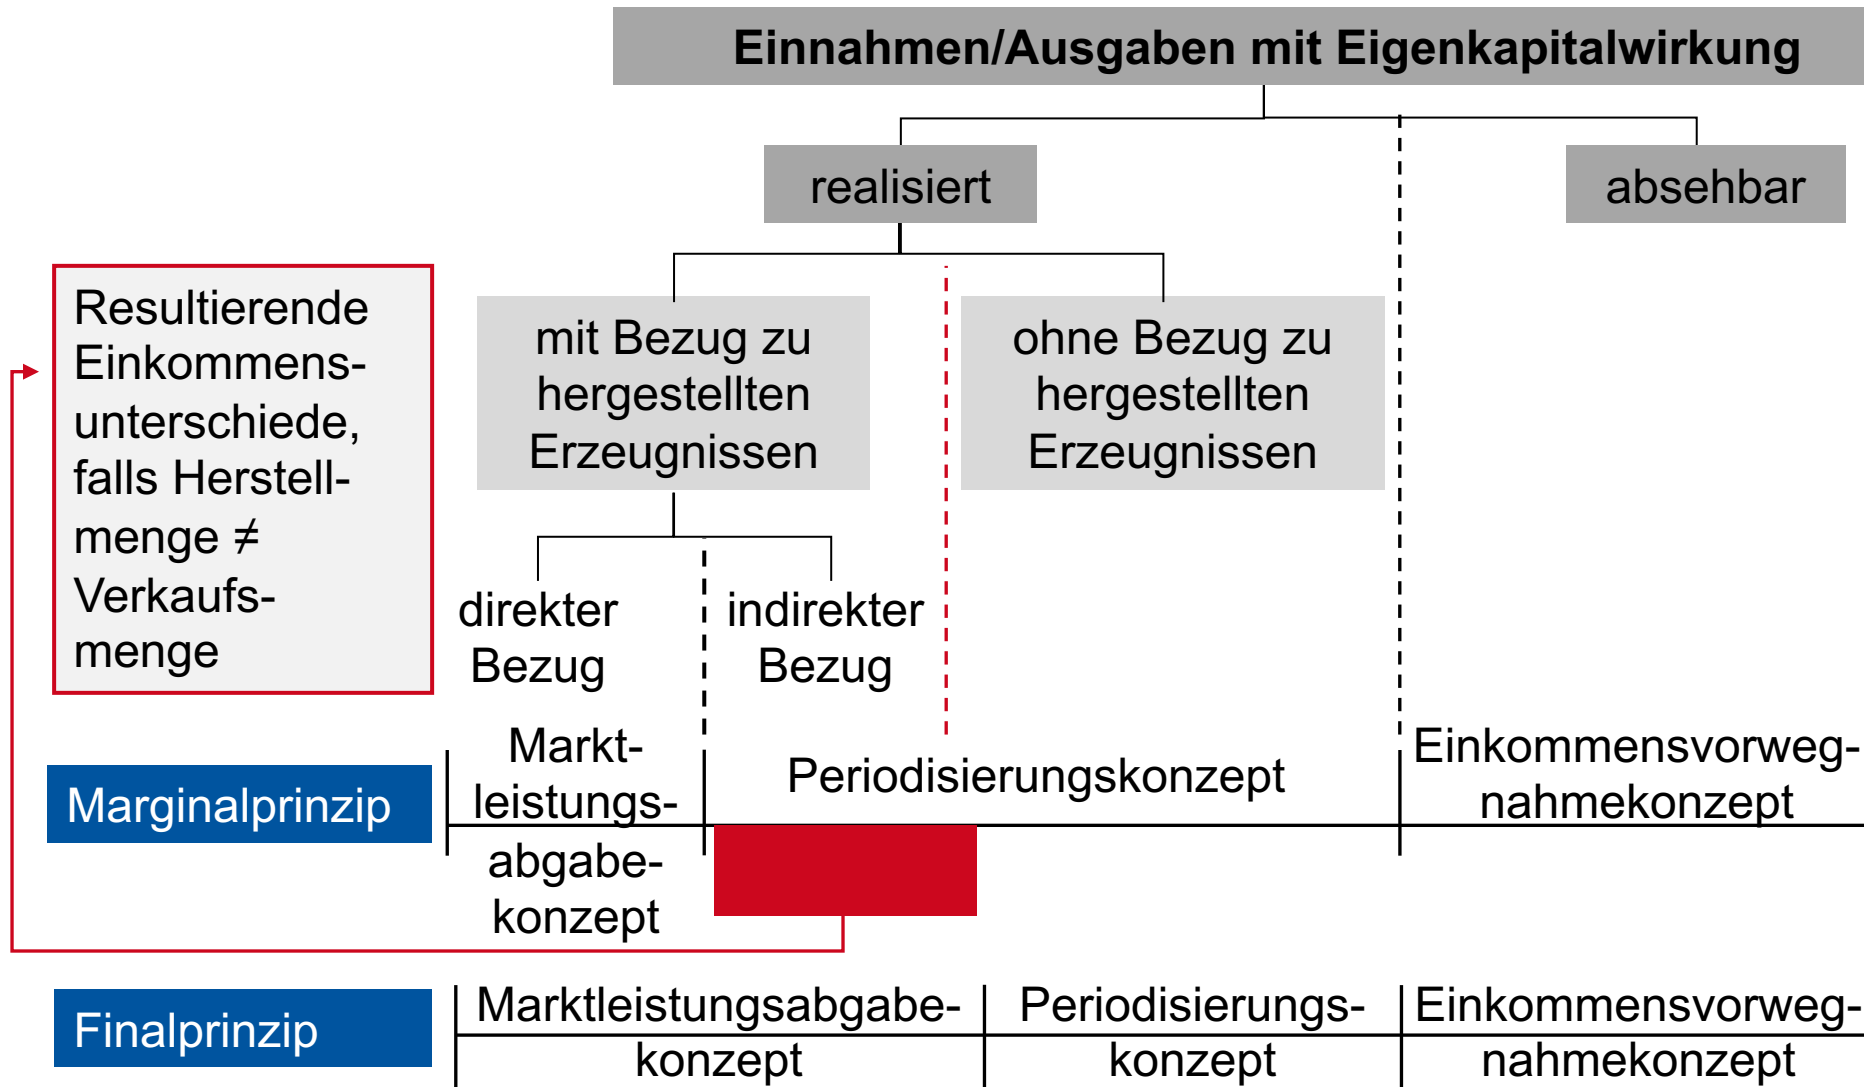 Einnahmen/Ausgaben mit Eigenkapitalwirkung
realisiert
absehbar
Resultierende
Einkommens-
unterschiede,
falls Herstell-
menge ≠
Verkaufs-
menge
mit Bezug zu
hergestellten
Erzeugnissen
ohne Bezug zu
hergestellten
Erzeugnissen
direkter
Bezug
indirekter
Bezug
Marginalprinzip
Markt-
leistungs-
abgabe-
konzept
Periodisierungskonzept
Einkommensvorweg-
nahmekonzept
Finalprinzip
Marktleistungsabgabe-
konzept
Periodisierungs-
konzept
Einkommensvorweg-
nahmekonzept